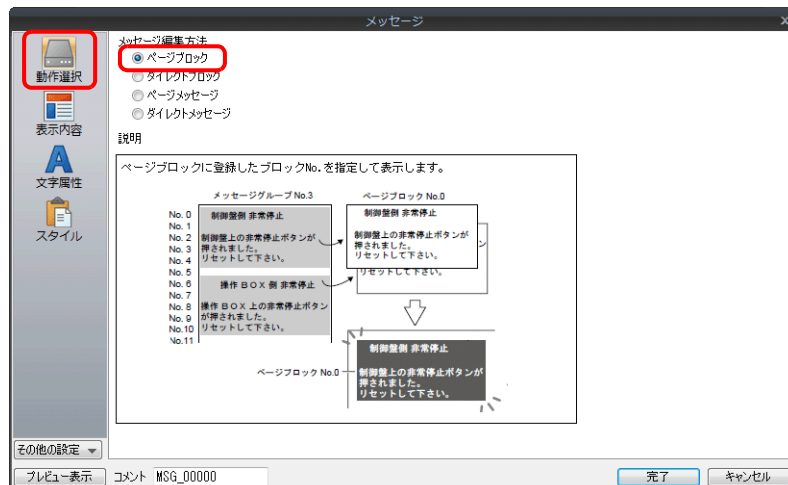 メッセージ
x
動作選択
表示内容
文字属性
スタイル
メッセージ編集方法
ページブロック
ダイレクトブロック
ページメッセージ
ダイレクトメッセージ
説明
ページブロックに登録したブロックNo.を指定して表示します。
メッセージグループ No.3
No. 0 制御盤側 非常停止
No. 1
No. 2 制御盤上の非常停止ボタンが
No. 3 押されました。
No. 4 リセットして下さい。
No. 5
No. 6 操作 BOX 側 非常停止
No. 7
No. 8 操作 BOX 上の非常停止ボタン
No. 9 が押されました。
No.10 リセットして下さい。
No.11
ページブロック No.0
制御盤側 非常停止
制御盤上の非常停止ボタンが
押されました。
リセットして下さい。
ン
リセットして下さい。
ページブロック No.0
制御盤側 非常停止
制御盤上の非常停止ボタンが
押されました。
リセットして下さい。
その他の設定
プレビュー表示
コメント MSG_00000
完了
キャンセル